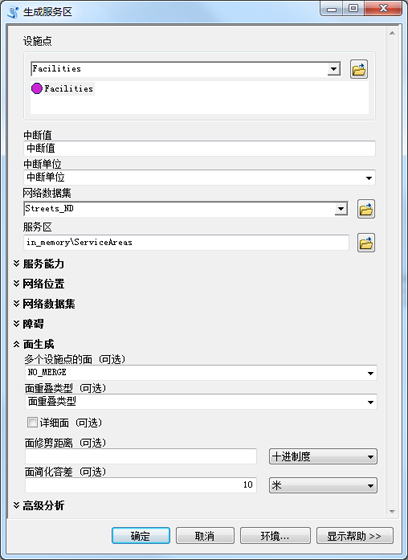 生成服务区
设施点
Facilities
Facilities
中断值
中断值
中断单位
中断单位
网络数据集
Streets_ND
服务区
in_memory\ServiceAreas
服务能力
网络位置
网络数据集
障碍
面生成
多个设施点的面 (可选)
NO_MERGE
面重叠类型 (可选)
面重叠类型
详细面 (可选)
面修剪距离 (可选)
十进制度
面简化容差 (可选)
10 米
高级分析
确定 取消 环境... 显示帮助 >>